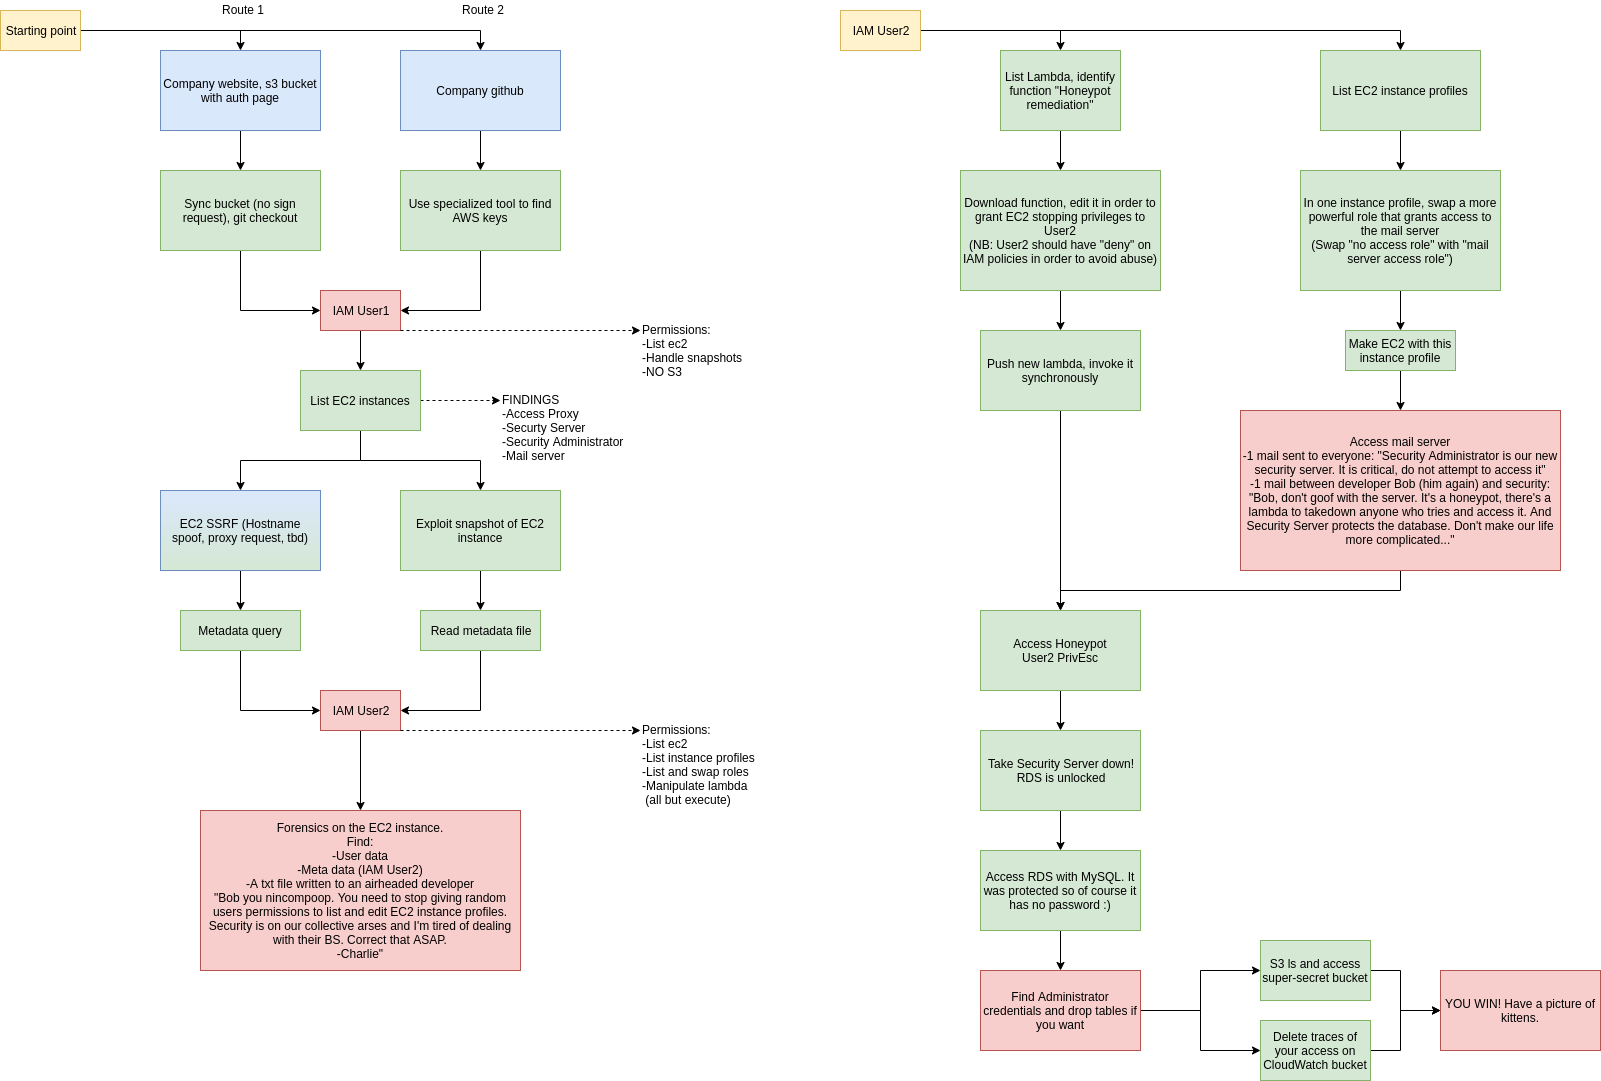 Route 1
Route 2
Starting point
Company website, s3 bucket
with auth page
Company github
Sync bucket (no sign
request), git checkout
Use specialized tool to find
AWS keys
IAM User1
Permissions:
-List ec2
-Handle snapshots
-NO S3
List EC2 instances
FINDINGS
-Access Proxy
-Securty Server
-Security Administrator
-Mail server
EC2 SSRF (Hostname
spoof, proxy request, tbd)
Exploit snapshot of EC2
instance
Metadata query
Read metadata file
IAM User2
Permissions:
-List ec2
-List instance profiles
-List and swap roles
-Manipulate lambda
(all but execute)
Forensics on the EC2 instance.
Find:
-User data
-Meta data (IAM User2)
-A txt file written to an airheaded developer
"Bob you nincompoop. You need to stop giving random
users permissions to list and edit EC2 instance profiles.
Security is on our collective arses and I'm tired of dealing
with their BS. Correct that ASAP.
-Charlie"
IAM User2
List Lambda, identify
function "Honeypot
remediation"
List EC2 instance profiles
Download function, edit it in order to
grant EC2 stopping privileges to
User2
(NB: User2 should have "deny" on
IAM policies in order to avoid abuse)
In one instance profile, swap a more
powerful role that grants access to
the mail server
(Swap "no access role" with "mail
server access role")
Push new lambda, invoke it
synchronously
Make EC2 with this
instance profile
Access mail server
-1 mail sent to everyone: "Security Administrator is our new
security server. It is critical, do not attempt to access it"
-1 mail between developer Bob (him again) and security:
"Bob, don't goof with the server. It's a honeypot, there's a
lambda to takedown anyone who tries and access it. And
Security Server protects the database. Don't make our life
more complicated..."
Access Honeypot
User2 PrivEsc
Take Security Server down!
RDS is unlocked
Access RDS with MySQL. It
was protected so of course it
has no password :)
Find Administrator
credentials and drop tables if
you want
S3 ls and access
super-secret bucket
Delete traces of
your access on
CloudWatch bucket
YOU WIN! Have a picture of
kittens.